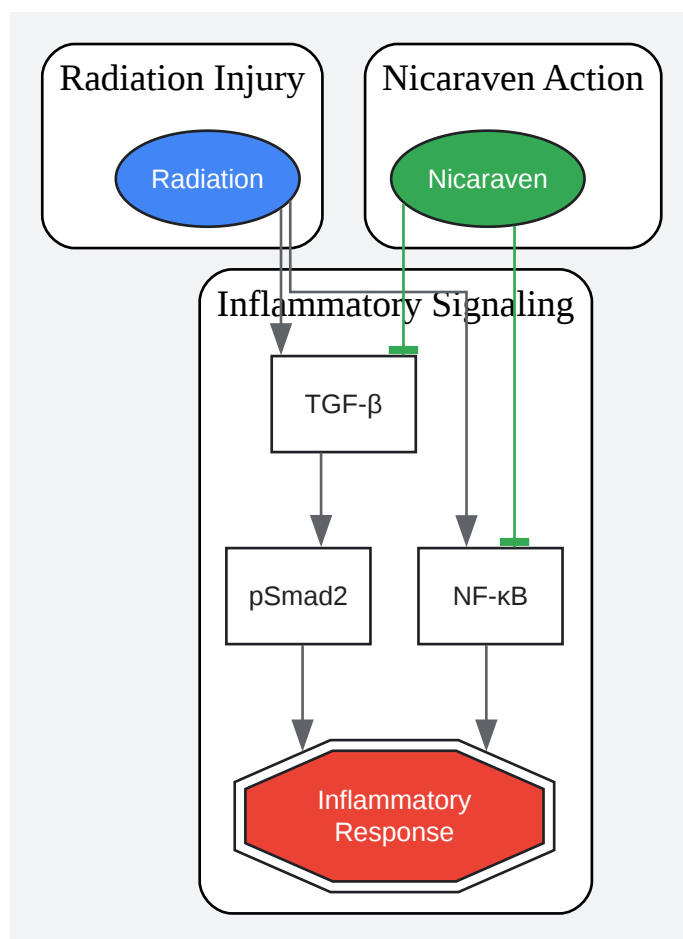 Radiation Injury
Nicaraven Action
Radiation
Nicaraven
Inflammatory Signaling
TGF-β
pSmad2
NF-κB
Inflammatory
Response